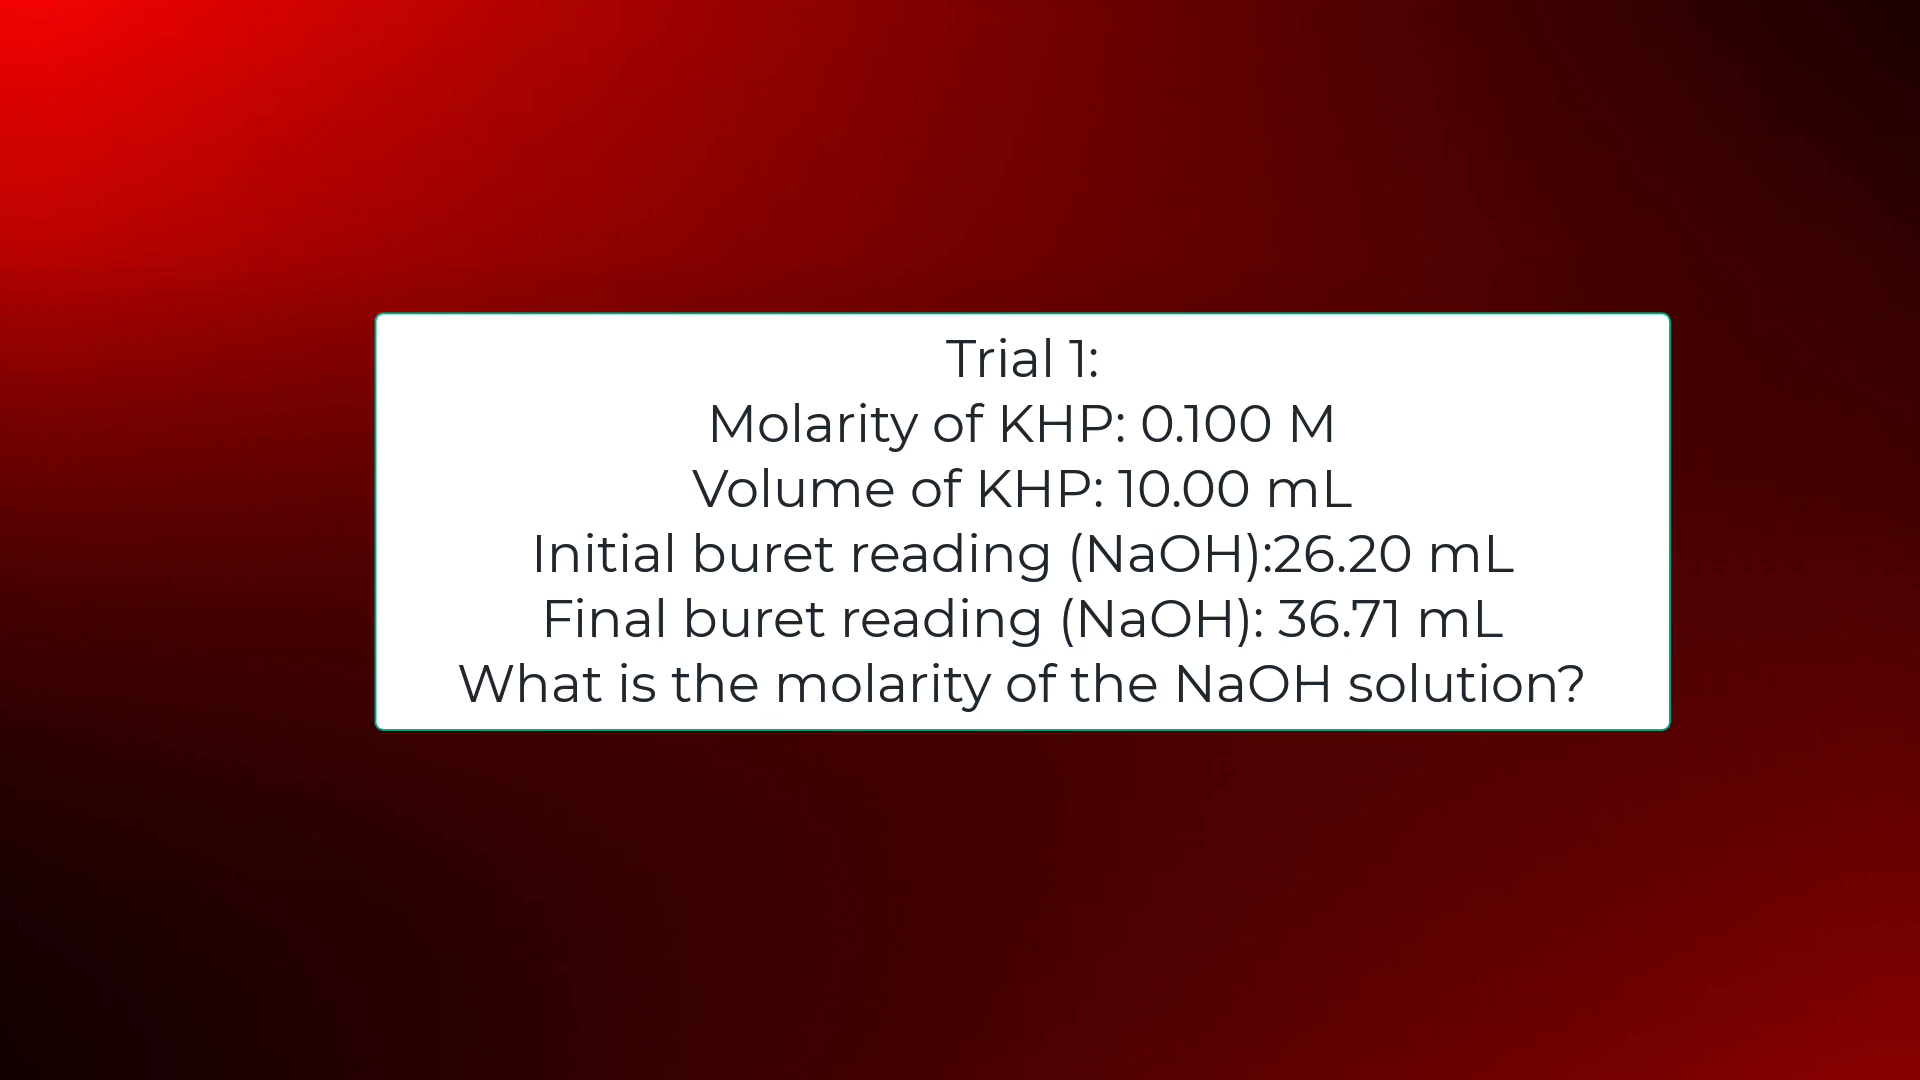 Trial 1:
Molarity of KHP: 0.100 M
Volume of KHP: 10.00 mL
Initial buret reading (NaOH):26.20 mL
Final buret reading (NaOH): 36.71 mL
What is the molarity of the NaOH solution?